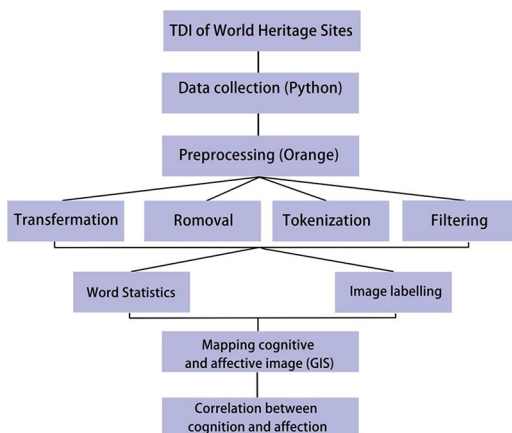 TDI of World Heritage Sites
Data collection (Python)
Preprocessing (Orange)
Transfermation
Romoval
Tokenization
Filtering
Word Statistics
Image labelling
Mapping cognitive
and affective image (GIS)
Correlation between
cognition and affection